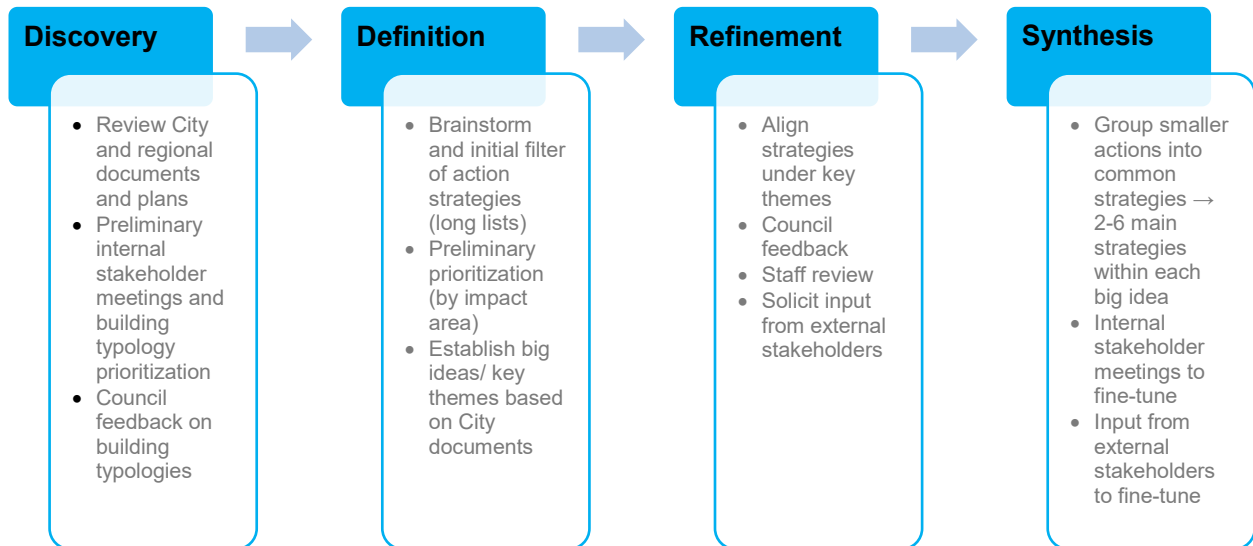 Discovery
• Review City
and regional
documents
and plans
• Preliminary
internal
stakeholder
meetings and
building
typology
prioritization
• Council
feedback on
building
typologies
Definition
• Brainstorm
and initial filter
of action
strategies
(long lists)
• Preliminary
prioritization
(by impact
area)
• Establish big
ideas/ key
themes based
on City
documents
Refinement
• Align
strategies
under key
themes
• Council
feedback
• Staff review
• Solicit input
from external
stakeholders
Synthesis
• Group smaller
actions into
common
strategies →
2-6 main
strategies
within each
big idea
• Internal
stakeholder
meetings to
fine-tune
• Input from
external
stakeholders
to fine-tune